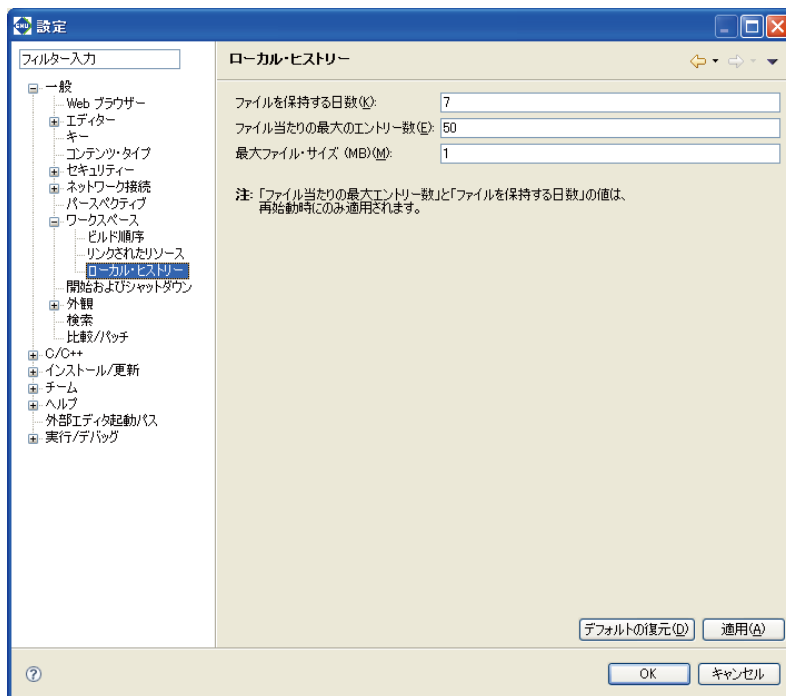 設定
フィルター入力
一般
Web ブラウザー
エディター
キー
コンテンツ・タイプ
セキュリティー
ネットワーク接続
パースペクティブ
ワークスペース
ビルド順序
リンクされたリソース
ローカル・ヒストリー
開始およびシャットダウン
外観
検索
比較/パッチ
C/C++
インストール/更新
チーム
ヘルプ
外部エディタ起動パス
実行/デバッグ
ローカル・ヒストリー
ファイルを保持する日数(K): 7
ファイル当たりの最大のエントリー数(E): 50
最大ファイル・サイズ (MB)(M): 1
注: 「ファイル当たりの最大エントリー数」と「ファイルを保持する日数」の値は、
再始動時にのみ適用されます。
デフォルトの復元(D) 適用(A)
OK キャンセル